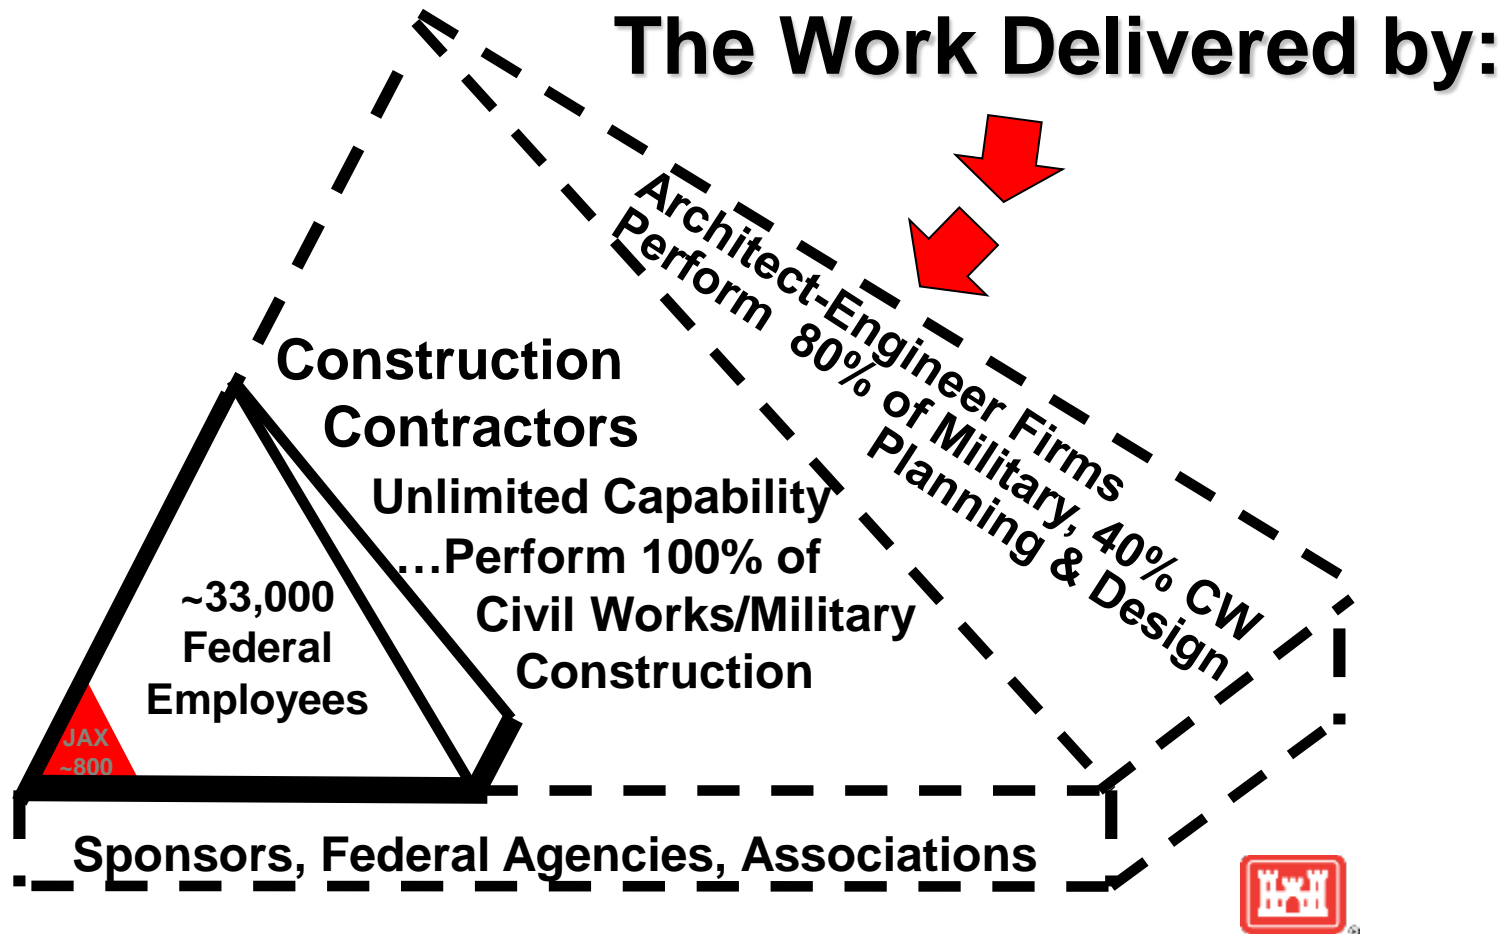 The Work Delivered by:
Architect-Engineer Firms
Perform 80% of Military, 40% CW
Planning & Design
Construction
Contractors
Unlimited Capability
…Perform 100% of
Civil Works/Military
Construction
~33,000
Federal
Employees
JAX
~800
Sponsors, Federal Agencies, Associations
®